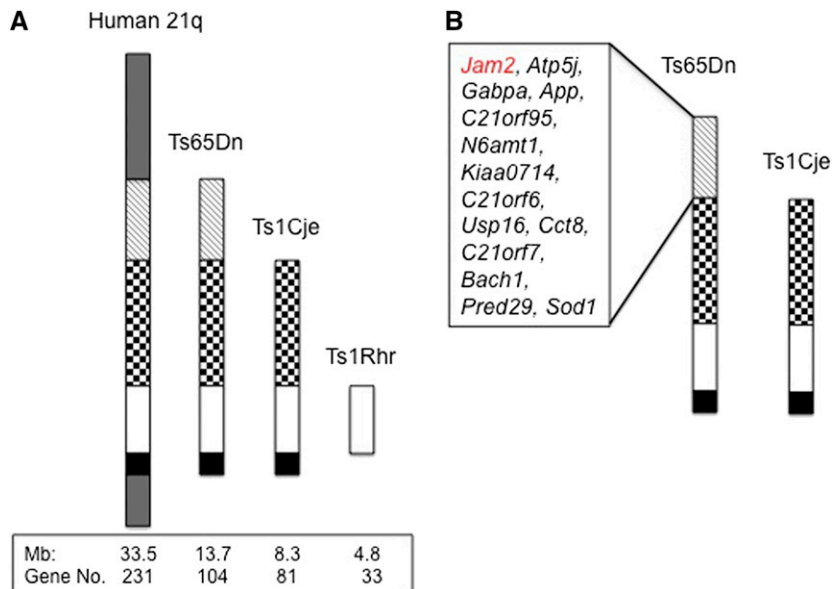 A
Human 21q
Ts65Dn
Ts1Cje
Ts1Rhr
Mb: 33.5 13.7 8.3 4.8
Gene No. 231 104 81 33
B
Jam2, Atp5j,
Gabpa, App,
C21orf95,
N6amt1,
Kiaa0714,
C21orf6,
Usp16, Cct8,
C21orf7,
Bach1,
Pred29, Sod1
Ts65Dn
Ts1Cje